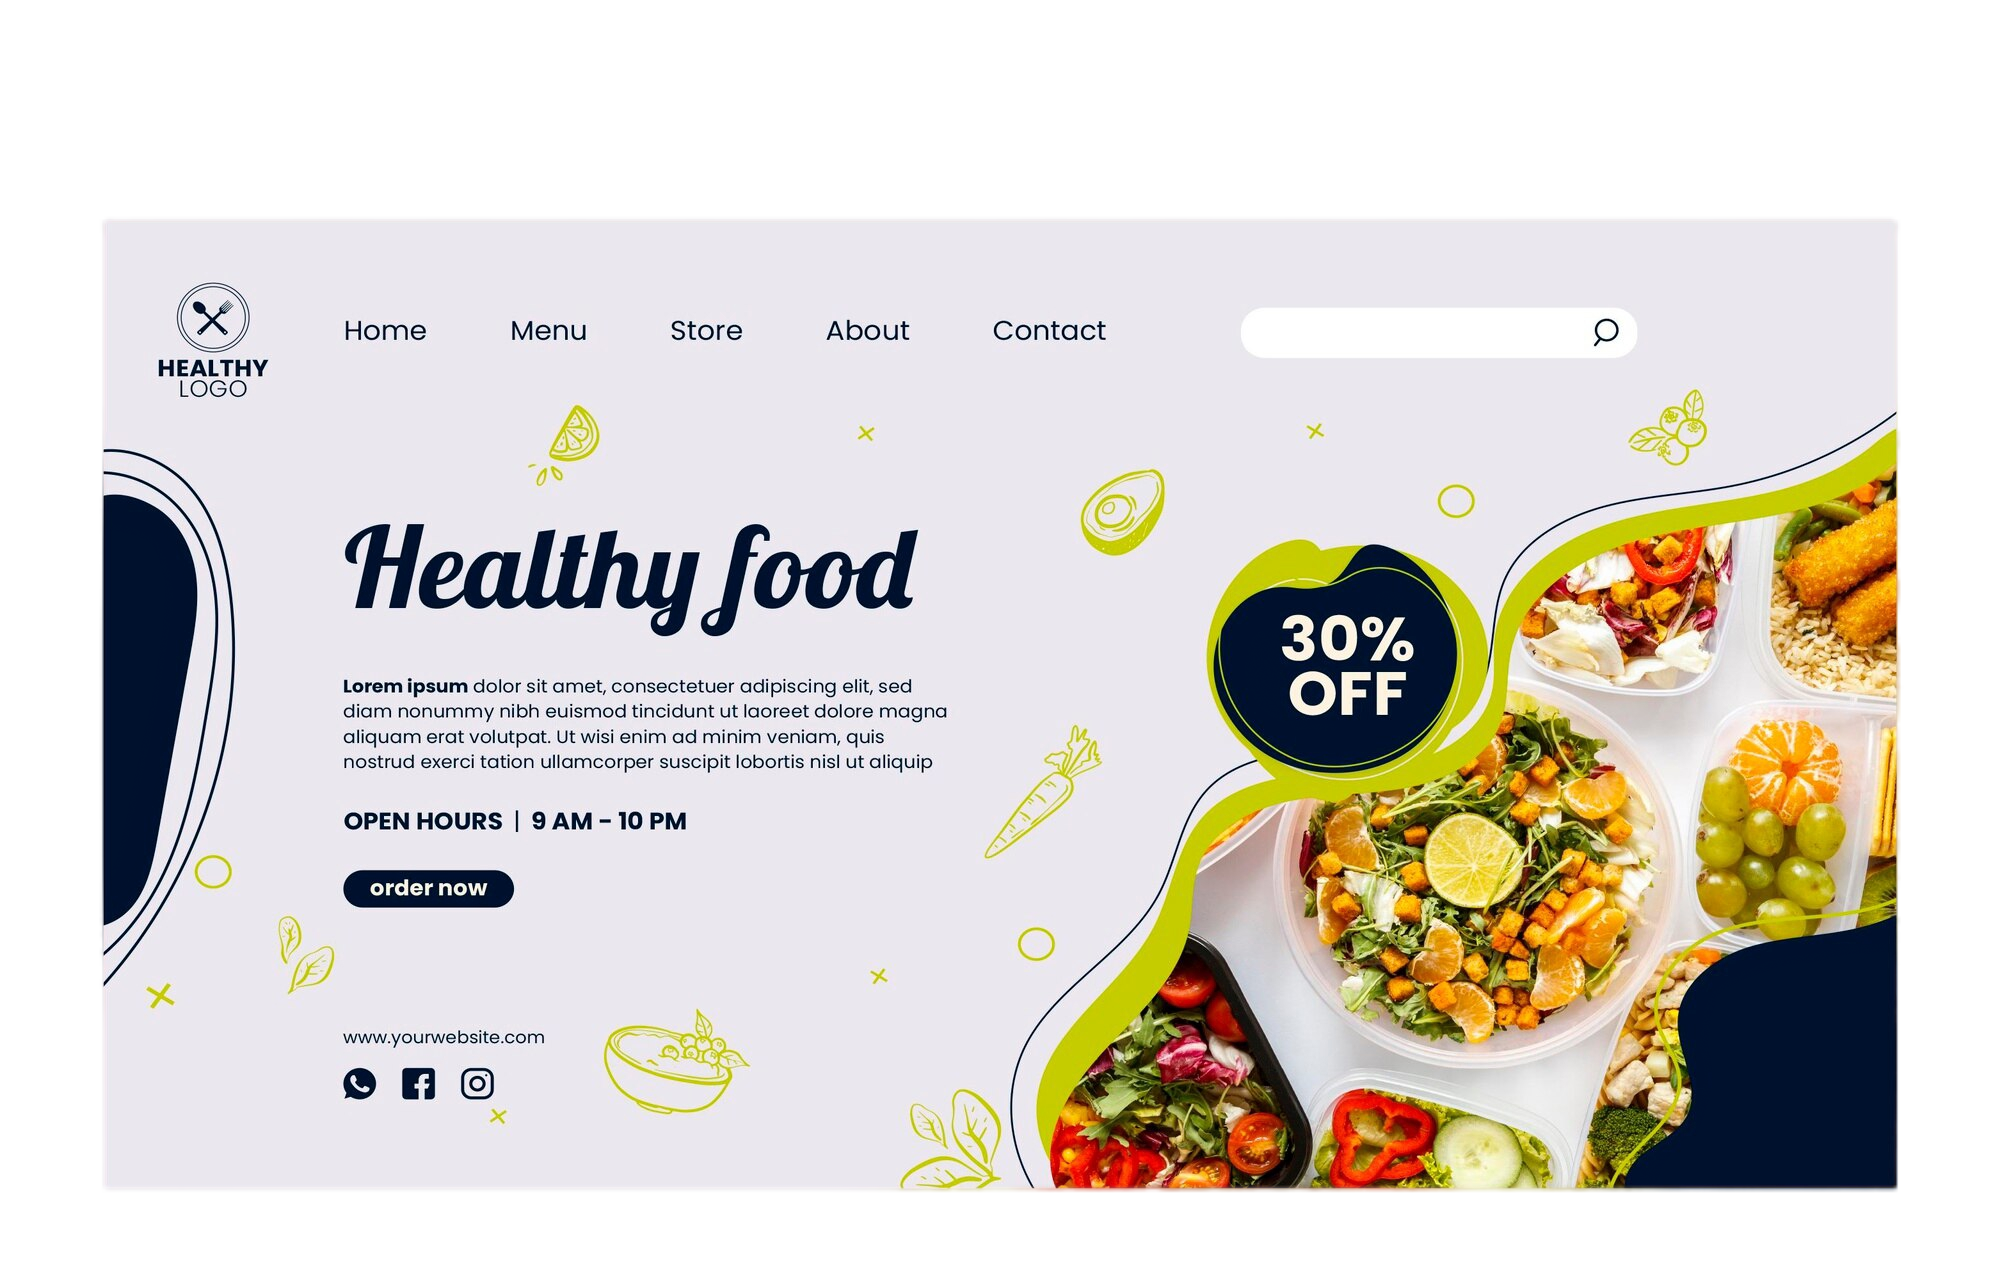 HEALTHY
LOGO
Home Menu Store About Contact
Healthy food
Lorem ipsum dolor sit amet, consectetuer adipiscing elit, sed
diam nonummy nibh euismod tincidunt ut laoreet dolore magna
aliquam erat volutpat. Ut wisi enim ad minim veniam, quis
nostrud exerci tation ullamcorper suscipit lobortis nisl ut aliquip
OPEN HOURS | 9 AM – 10 PM
order now
www.yourwebsite.com
30%
OFF